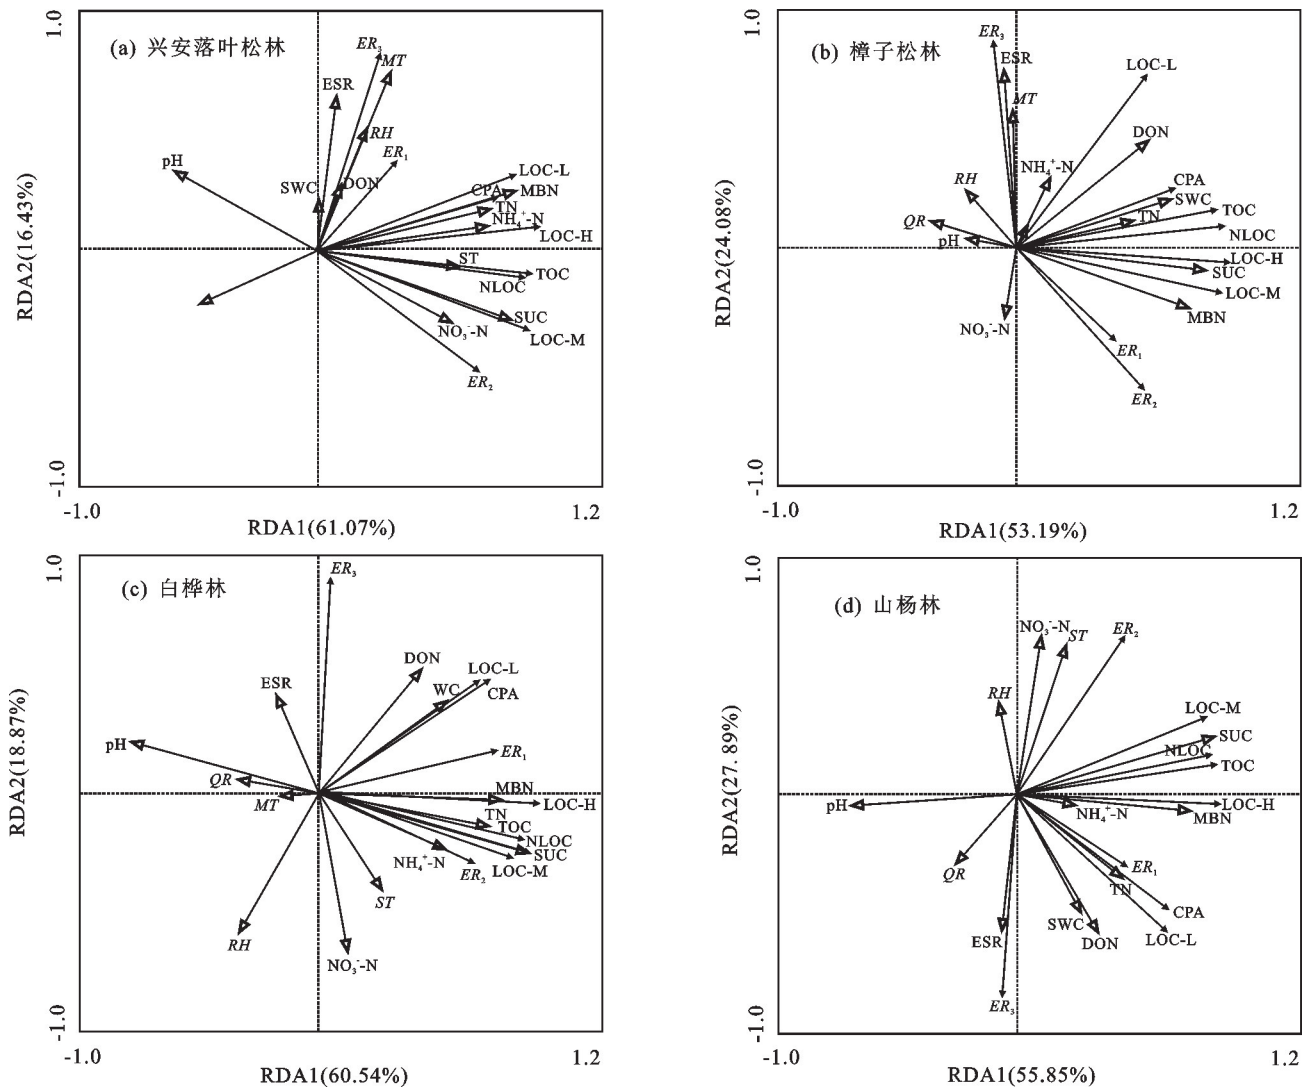 1.0
(a) 兴安落叶松林
ER₃
MT
ESR
RH
ER₁
pH
SWC
DON
LOC-L
CPA
MBN
TN
NH₄⁺-N
LOC-H
ST
TOC
NLOC
SUC
NO₃⁻-N
LOC-M
ER₂
RDA2(16.43%)
-1.0
-1.0
1.2
RDA1(61.07%)
1.0
(b) 樟子松林
ER₃
ESR
LOC-L
MT
DON
NH₄⁺-N
RH
CPA
SWC
TN
TOC
QR
NLOC
pH
LOC-H
SUC
LOC-M
NO₃⁻-N
MBN
ER₁
ER₂
RDA2(24.08%)
-1.0
-1.0
1.2
RDA1(53.19%)
1.0
(c) 白桦林
ER₃
DON
LOC-L
ESR
WC
CPA
pH
ER₁
QR
MBN
MT
LOC-H
TN
TOC
NLOC
NH₄⁺-N
SUC
ER₂
LOC-M
ST
RH
NO₃⁻-N
RDA2(18.87%)
-1.0
-1.0
1.2
RDA1(60.54%)
1.0
(d) 山杨林
NO₃⁻-N
ST
ER₂
RH
LOC-M
SUC
NLOC
TOC
pH
LOC-H
NH₄⁺-N
MBN
QR
ER₁
TN
CPA
SWC
ESR
DON
LOC-L
ER₃
RDA2(27.89%)
-1.0
-1.0
1.2
RDA1(55.85%)